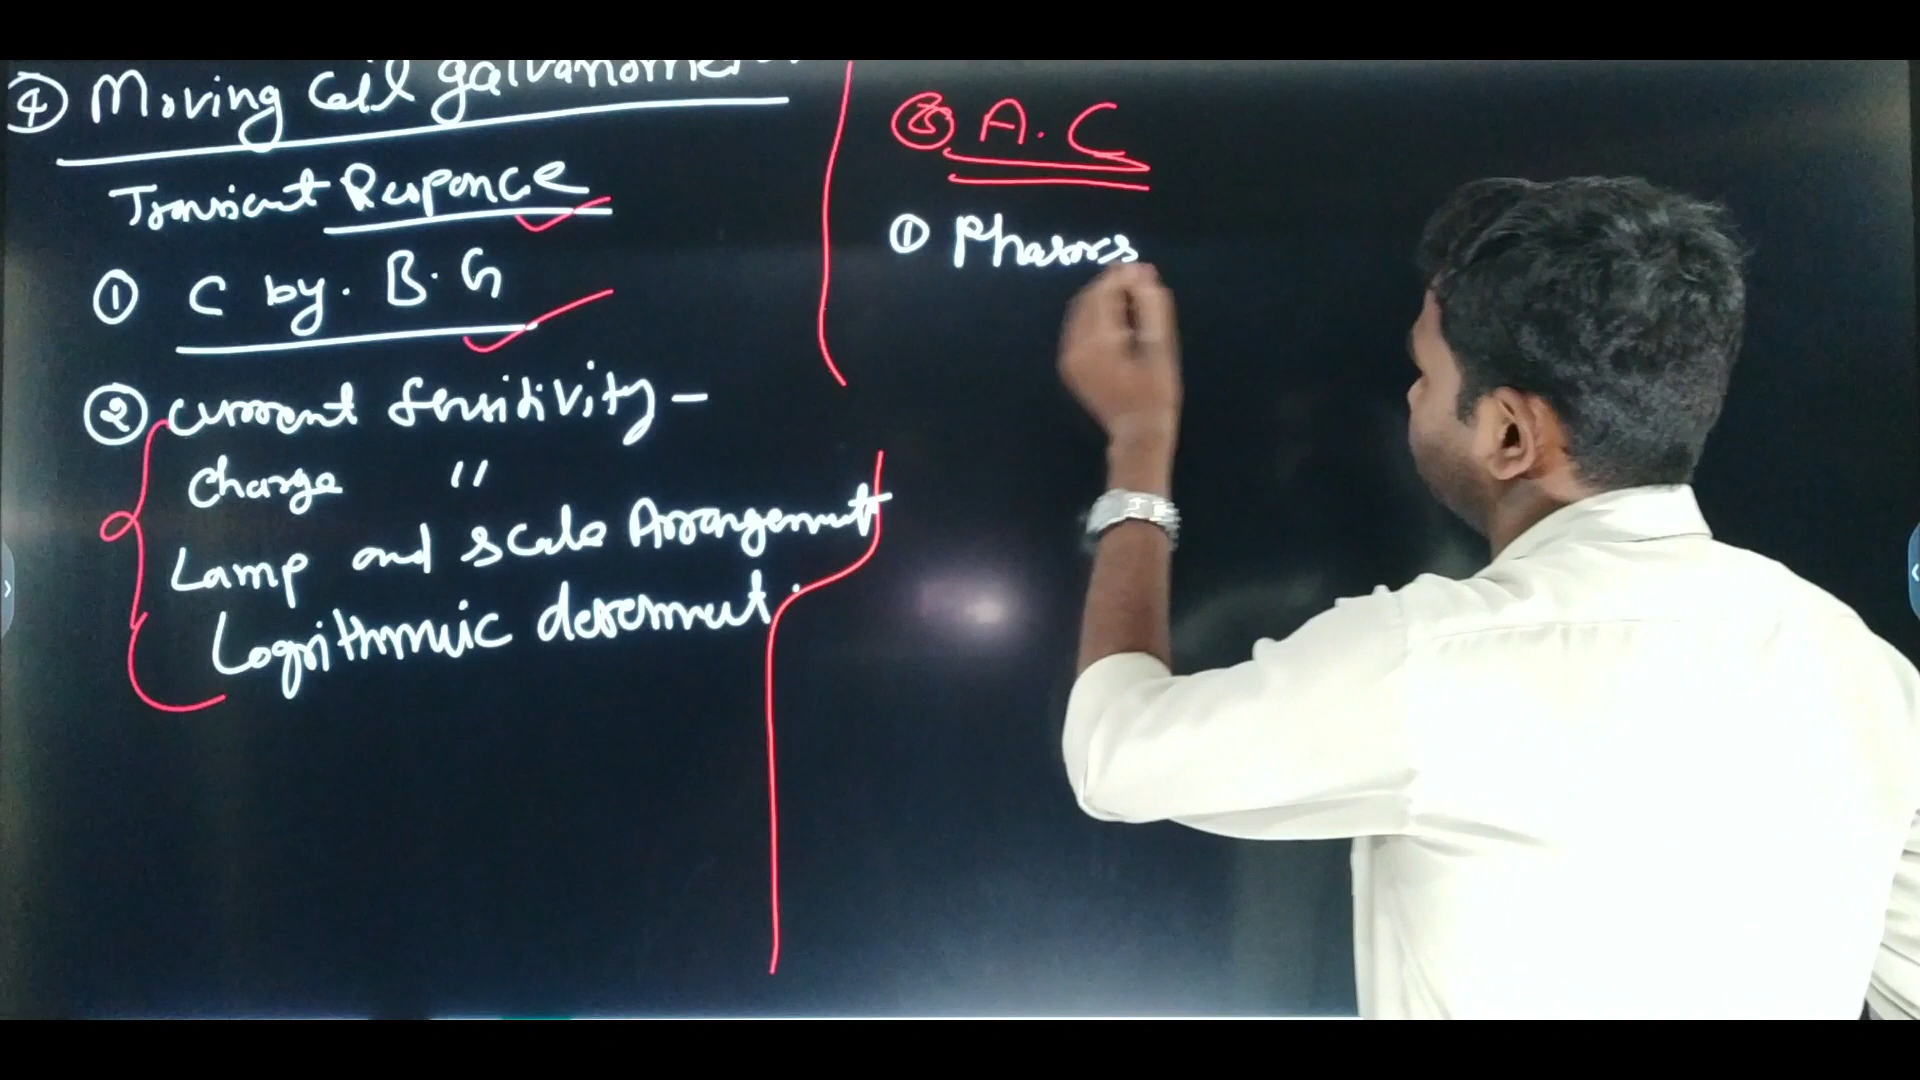 ④ Moving Coil galvanometer
Transient Responce
① C by. B.G
② Current Sensitivity -
Charge "
Lamp and scale Arrangement
Logrithmuic decrement.
⑤ A.C
① Phasors